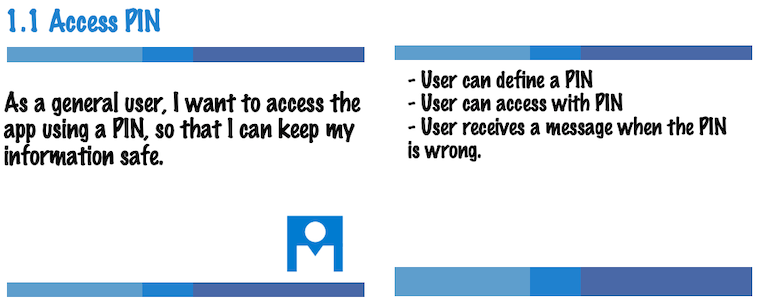 1.1 Access PIN
As a general user, I want to access the
app using a PIN, so that I can keep my
information safe.
- User can define a PIN
- User can access with PIN
- User receives a message when the PIN
is wrong.